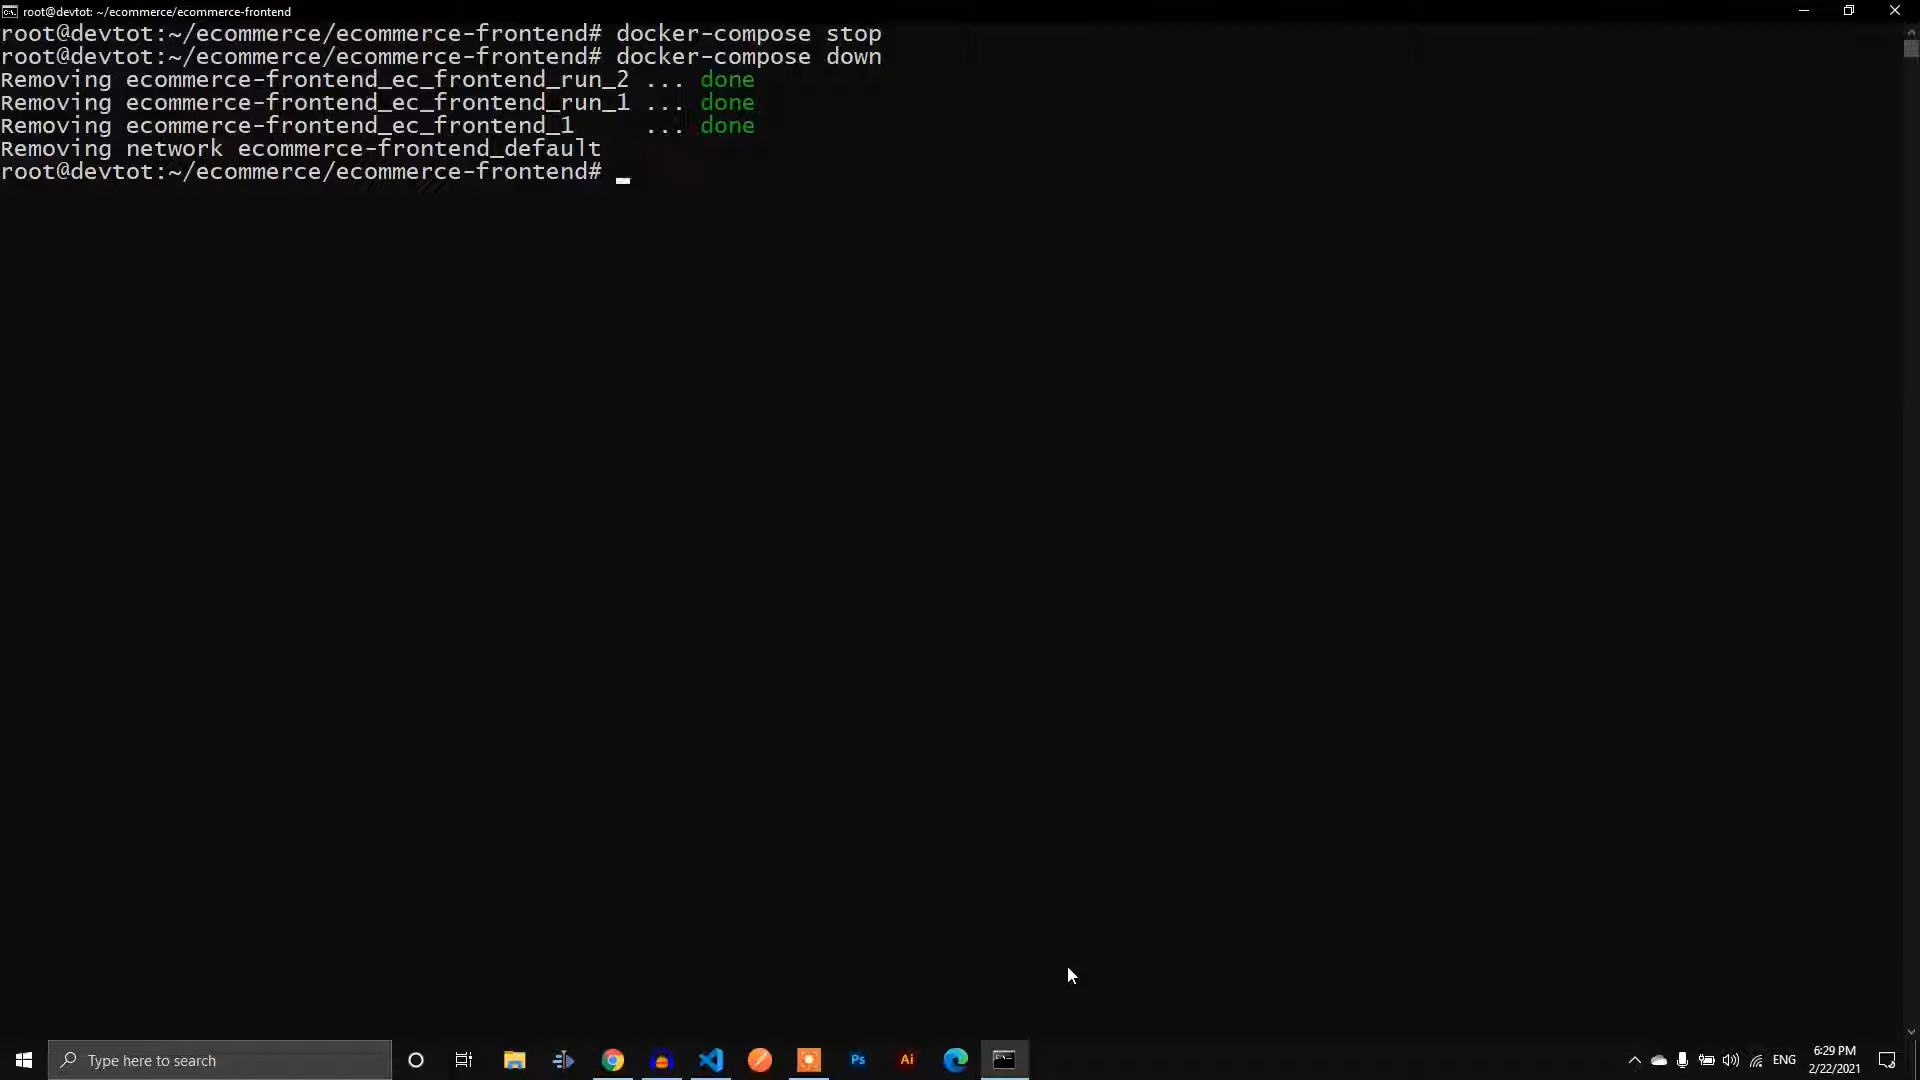 root@devtot: ~/ecommerce/ecommerce-frontend
root@devtot:~/ecommerce/ecommerce-frontend# docker-compose stop
root@devtot:~/ecommerce/ecommerce-frontend# docker-compose down
Removing ecommerce-frontend_ec_frontend_run_2 ... done
Removing ecommerce-frontend_ec_frontend_run_1 ... done
Removing ecommerce-frontend_ec_frontend_1     ... done
Removing network ecommerce-frontend_default
root@devtot:~/ecommerce/ecommerce-frontend#
Type here to search
Ps
Ai
ENG
6:29 PM
2/22/2021